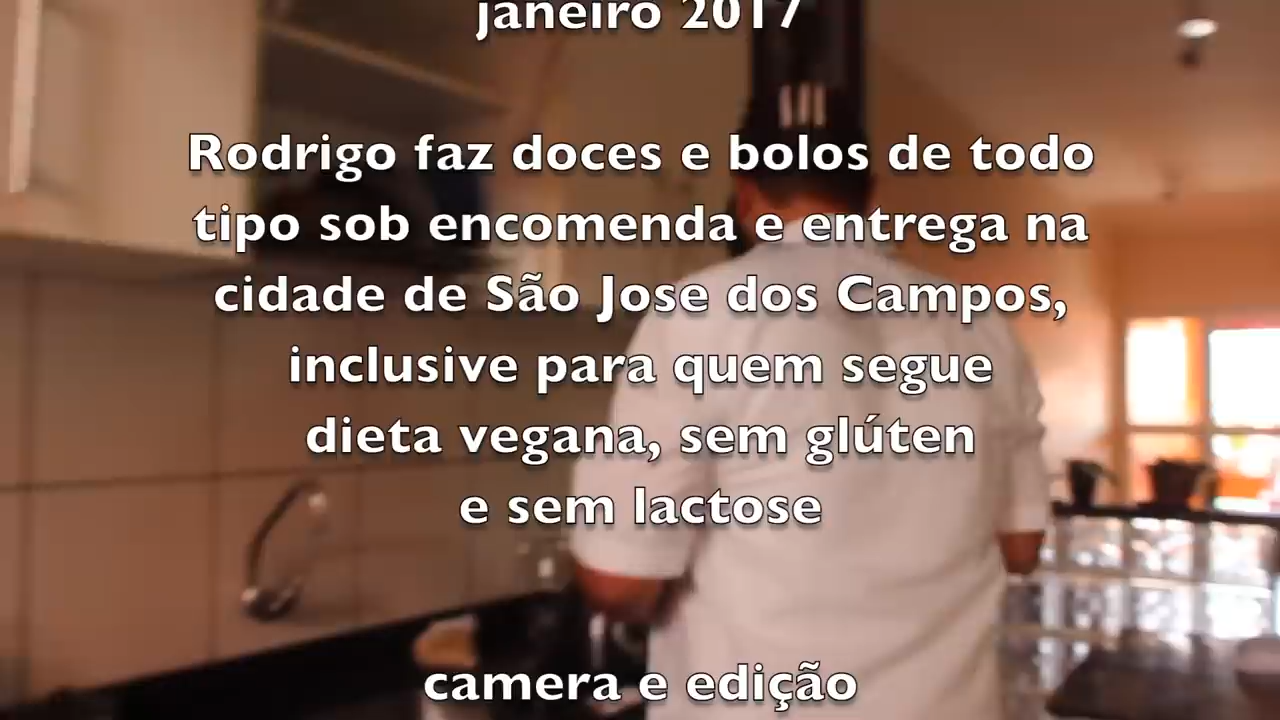 janeiro 2017
Rodrigo faz doces e bolos de todo
tipo sob encomenda e entrega na
cidade de São Jose dos Campos,
inclusive para quem segue
dieta vegana, sem glúten
e sem lactose
camera e edição